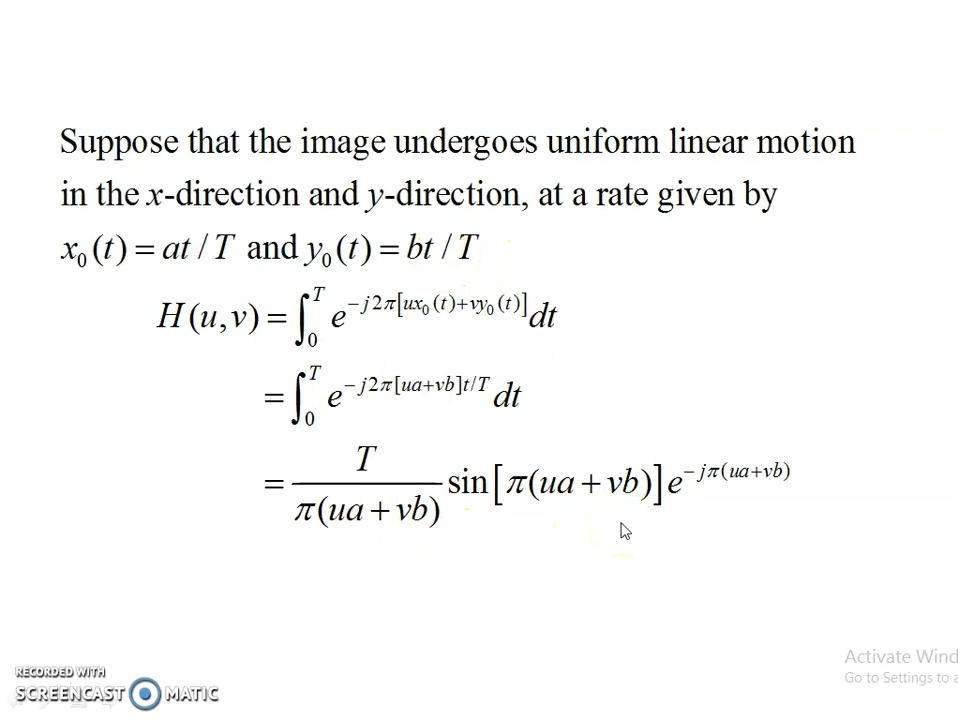 Suppose that the image undergoes uniform linear motion
in the x-direction and y-direction, at a rate given by
x₀(t) = at / T and y₀(t) = bt / T
H(u,v) = ∫₀ᵀ e^{−j2π[ux₀(t)+vy₀(t)]} dt
= ∫₀ᵀ e^{−j2π[ua+vb]t/T} dt
= T / π(ua + vb) sin[π(ua + vb)] e^{−jπ(ua+vb)}
Activate Wind
Go to Settings to a
RECORDED WITH
SCREENCAST MATIC